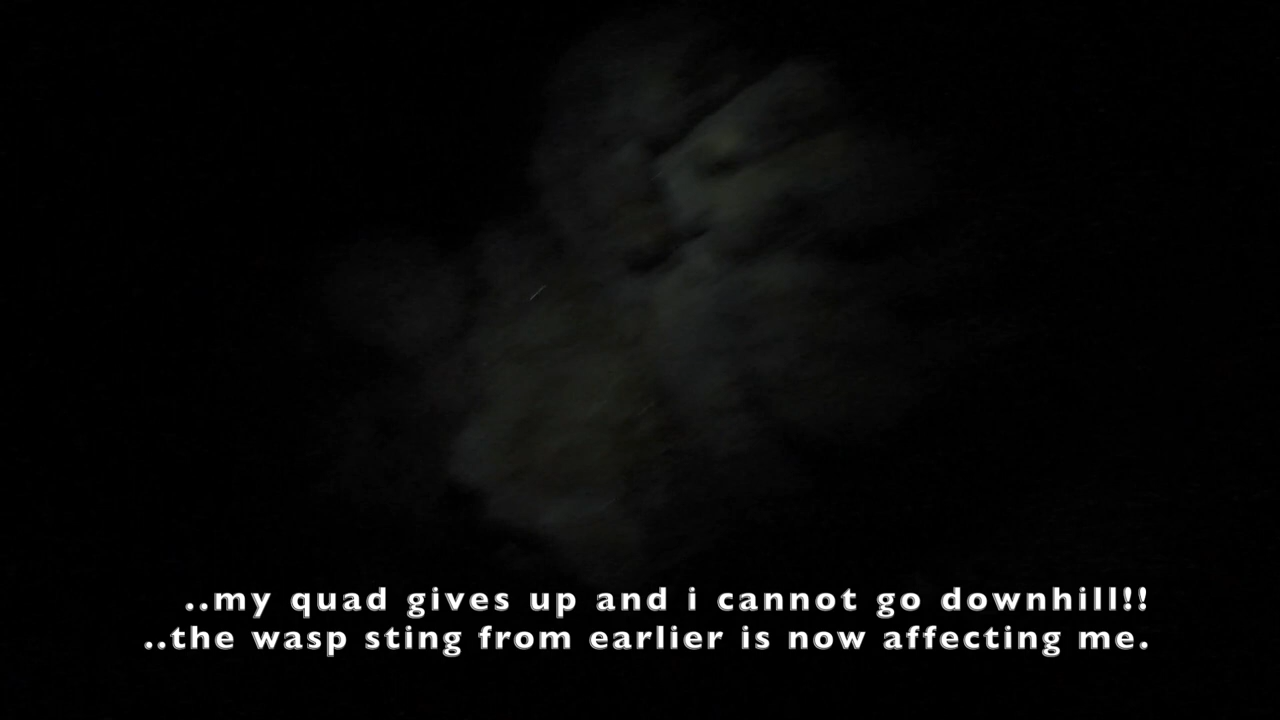 ..my quad gives up and i cannot go downhill!!
..the wasp sting from earlier is now affecting me.